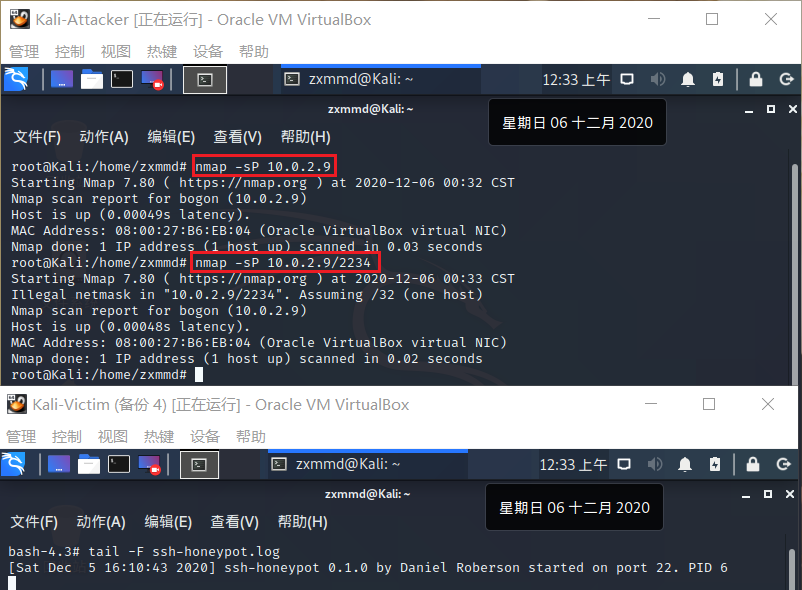 Kali-Attacker [正在运行] - Oracle VM VirtualBox
管理 控制 视图 热键 设备 帮助
zxmmd@Kali: ~ 12:33 上午
zxmmd@Kali: ~
星期日 06 十二月 2020
文件(F) 动作(A) 编辑(E) 查看(V) 帮助(H)
root@Kali:/home/zxmmd# nmap -sP 10.0.2.9
Starting Nmap 7.80 ( https://nmap.org ) at 2020-12-06 00:32 CST
Nmap scan report for bogon (10.0.2.9)
Host is up (0.00049s latency).
MAC Address: 08:00:27:B6:EB:04 (Oracle VirtualBox virtual NIC)
Nmap done: 1 IP address (1 host up) scanned in 0.03 seconds
root@Kali:/home/zxmmd# nmap -sP 10.0.2.9/2234
Starting Nmap 7.80 ( https://nmap.org ) at 2020-12-06 00:33 CST
Illegal netmask in "10.0.2.9/2234". Assuming /32 (one host)
Nmap scan report for bogon (10.0.2.9)
Host is up (0.00048s latency).
MAC Address: 08:00:27:B6:EB:04 (Oracle VirtualBox virtual NIC)
Nmap done: 1 IP address (1 host up) scanned in 0.02 seconds
root@Kali:/home/zxmmd#
Kali-Victim (备份 4) [正在运行] - Oracle VM VirtualBox
管理 控制 视图 热键 设备 帮助
zxmmd@Kali: ~ 12:33 上午
zxmmd@Kali: ~
星期日 06 十二月 2020
文件(F) 动作(A) 编辑(E) 查看(V) 帮助(H)
bash-4.3# tail -F ssh-honeypot.log
[Sat Dec  5 16:10:43 2020] ssh-honeypot 0.1.0 by Daniel Roberson started on port 22. PID 6